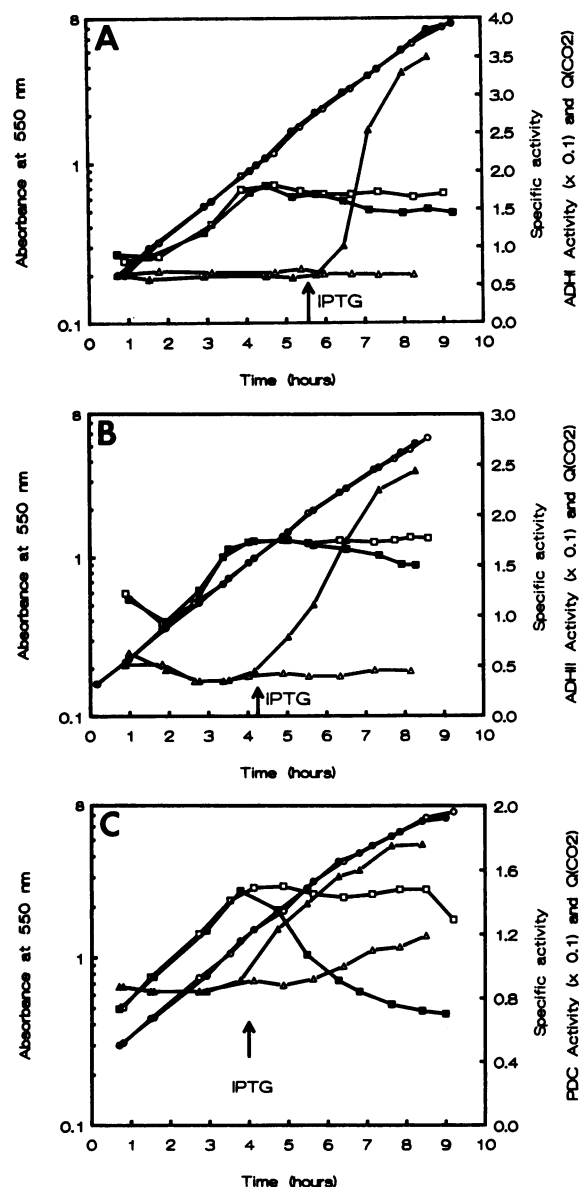 A
8
1
0.1
4.0
3.5
3.0
2.5
2.0
1.5
1.0
0.5
0.0
0 1 2 3 4 5 6 7 8 9 10
IPTG
Time (hours)
Absorbance at 550 nm
Specific activity
ADHI Activity (x 0.1) and Q(CO2)
B
8
1
0.1
3.0
2.5
2.0
1.5
1.0
0.5
0.0
0 1 2 3 4 5 6 7 8 9 10
IPTG
Time (hours)
Absorbance at 550 nm
Specific activity
ADHII Activity (x 0.1) and Q(CO2)
C
8
1
0.1
2.0
1.6
1.2
0.8
0.4
0.0
0 1 2 3 4 5 6 7 8 9 10
IPTG
Time (hours)
Absorbance at 550 nm
Specific activity
PDC Activity (x 0.1) and Q(CO2)